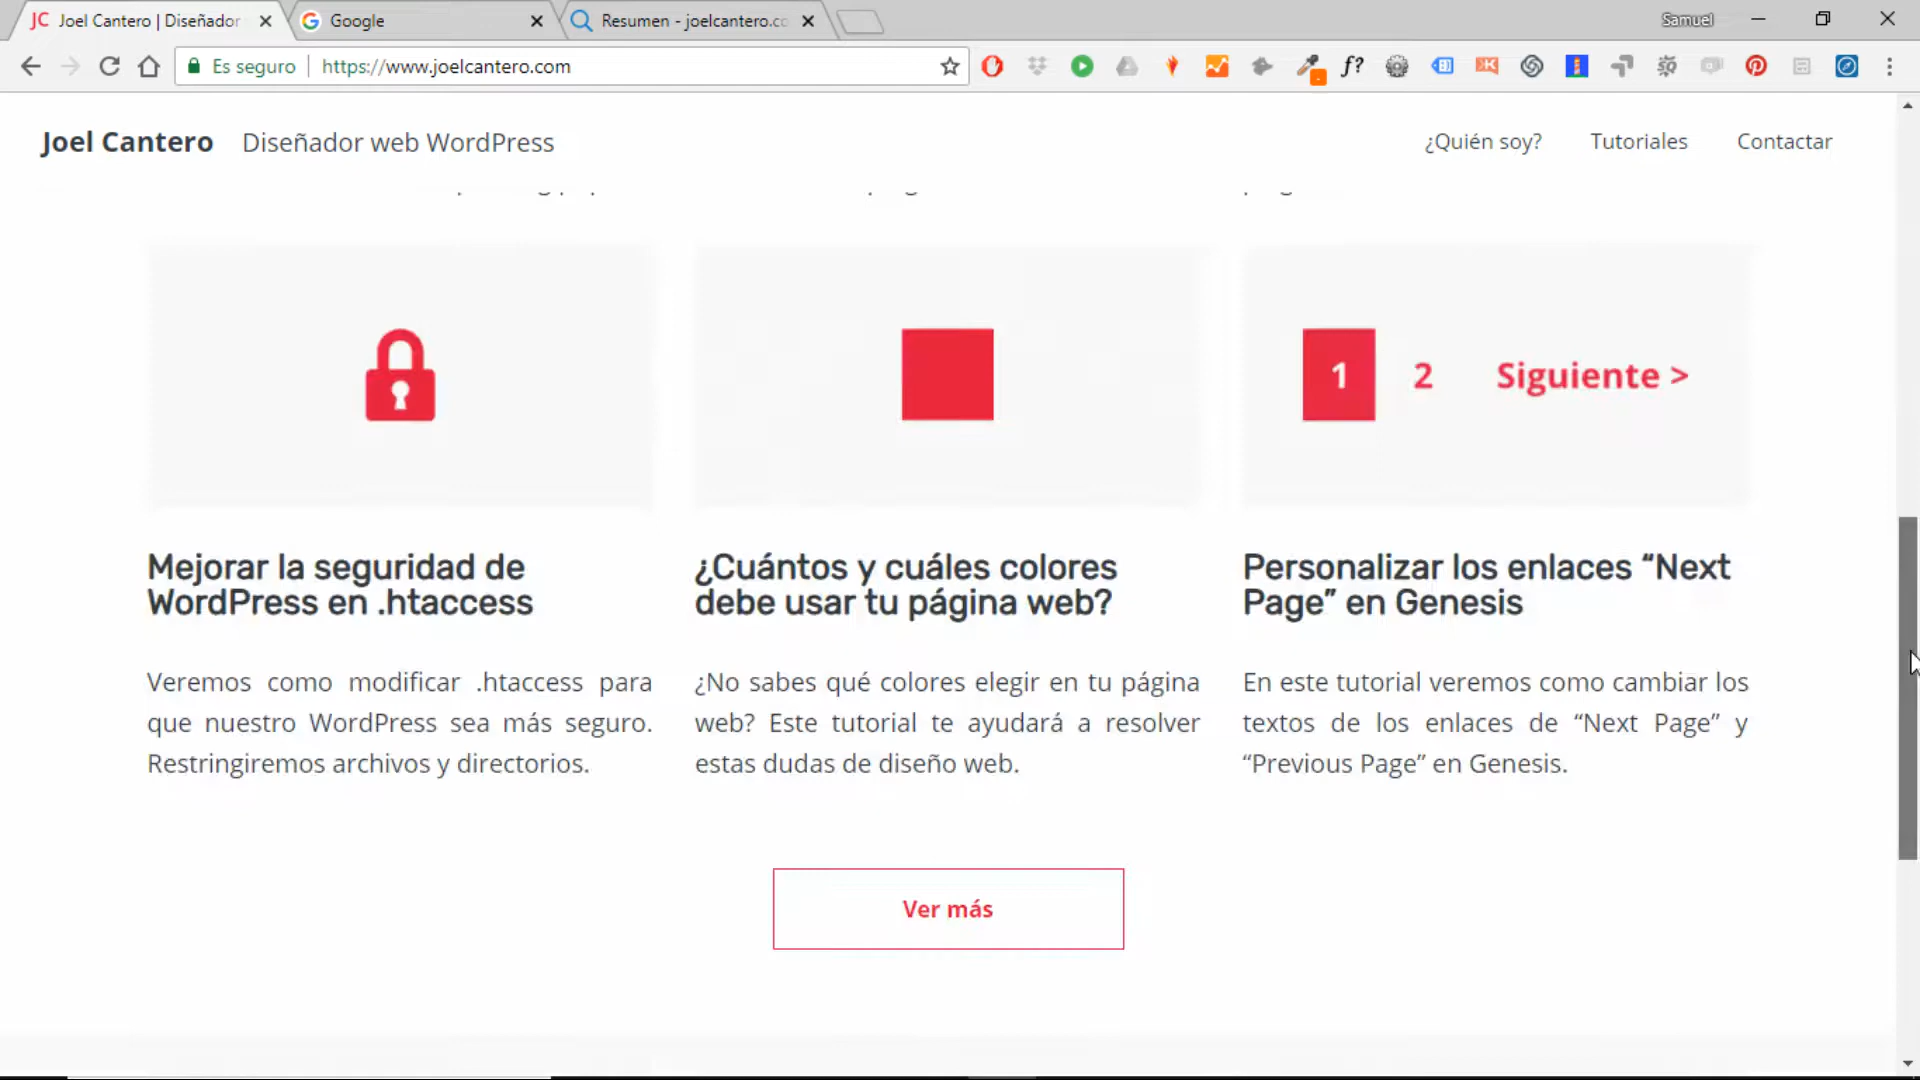 JC Joel Cantero | Diseñador
Google
Resumen - joelcantero.co
Samuel
Es seguro https://www.joelcantero.com
f?
Joel Cantero Diseñador web WordPress
¿Quién soy? Tutoriales Contactar
1 2 Siguiente >
Mejorar la seguridad de
WordPress en .htaccess
Veremos como modificar .htaccess para
que nuestro WordPress sea más seguro.
Restringiremos archivos y directorios.
¿Cuántos y cuáles colores
debe usar tu página web?
¿No sabes qué colores elegir en tu página
web? Este tutorial te ayudará a resolver
estas dudas de diseño web.
Personalizar los enlaces “Next
Page” en Genesis
En este tutorial veremos como cambiar los
textos de los enlaces de “Next Page” y
“Previous Page” en Genesis.
Ver más